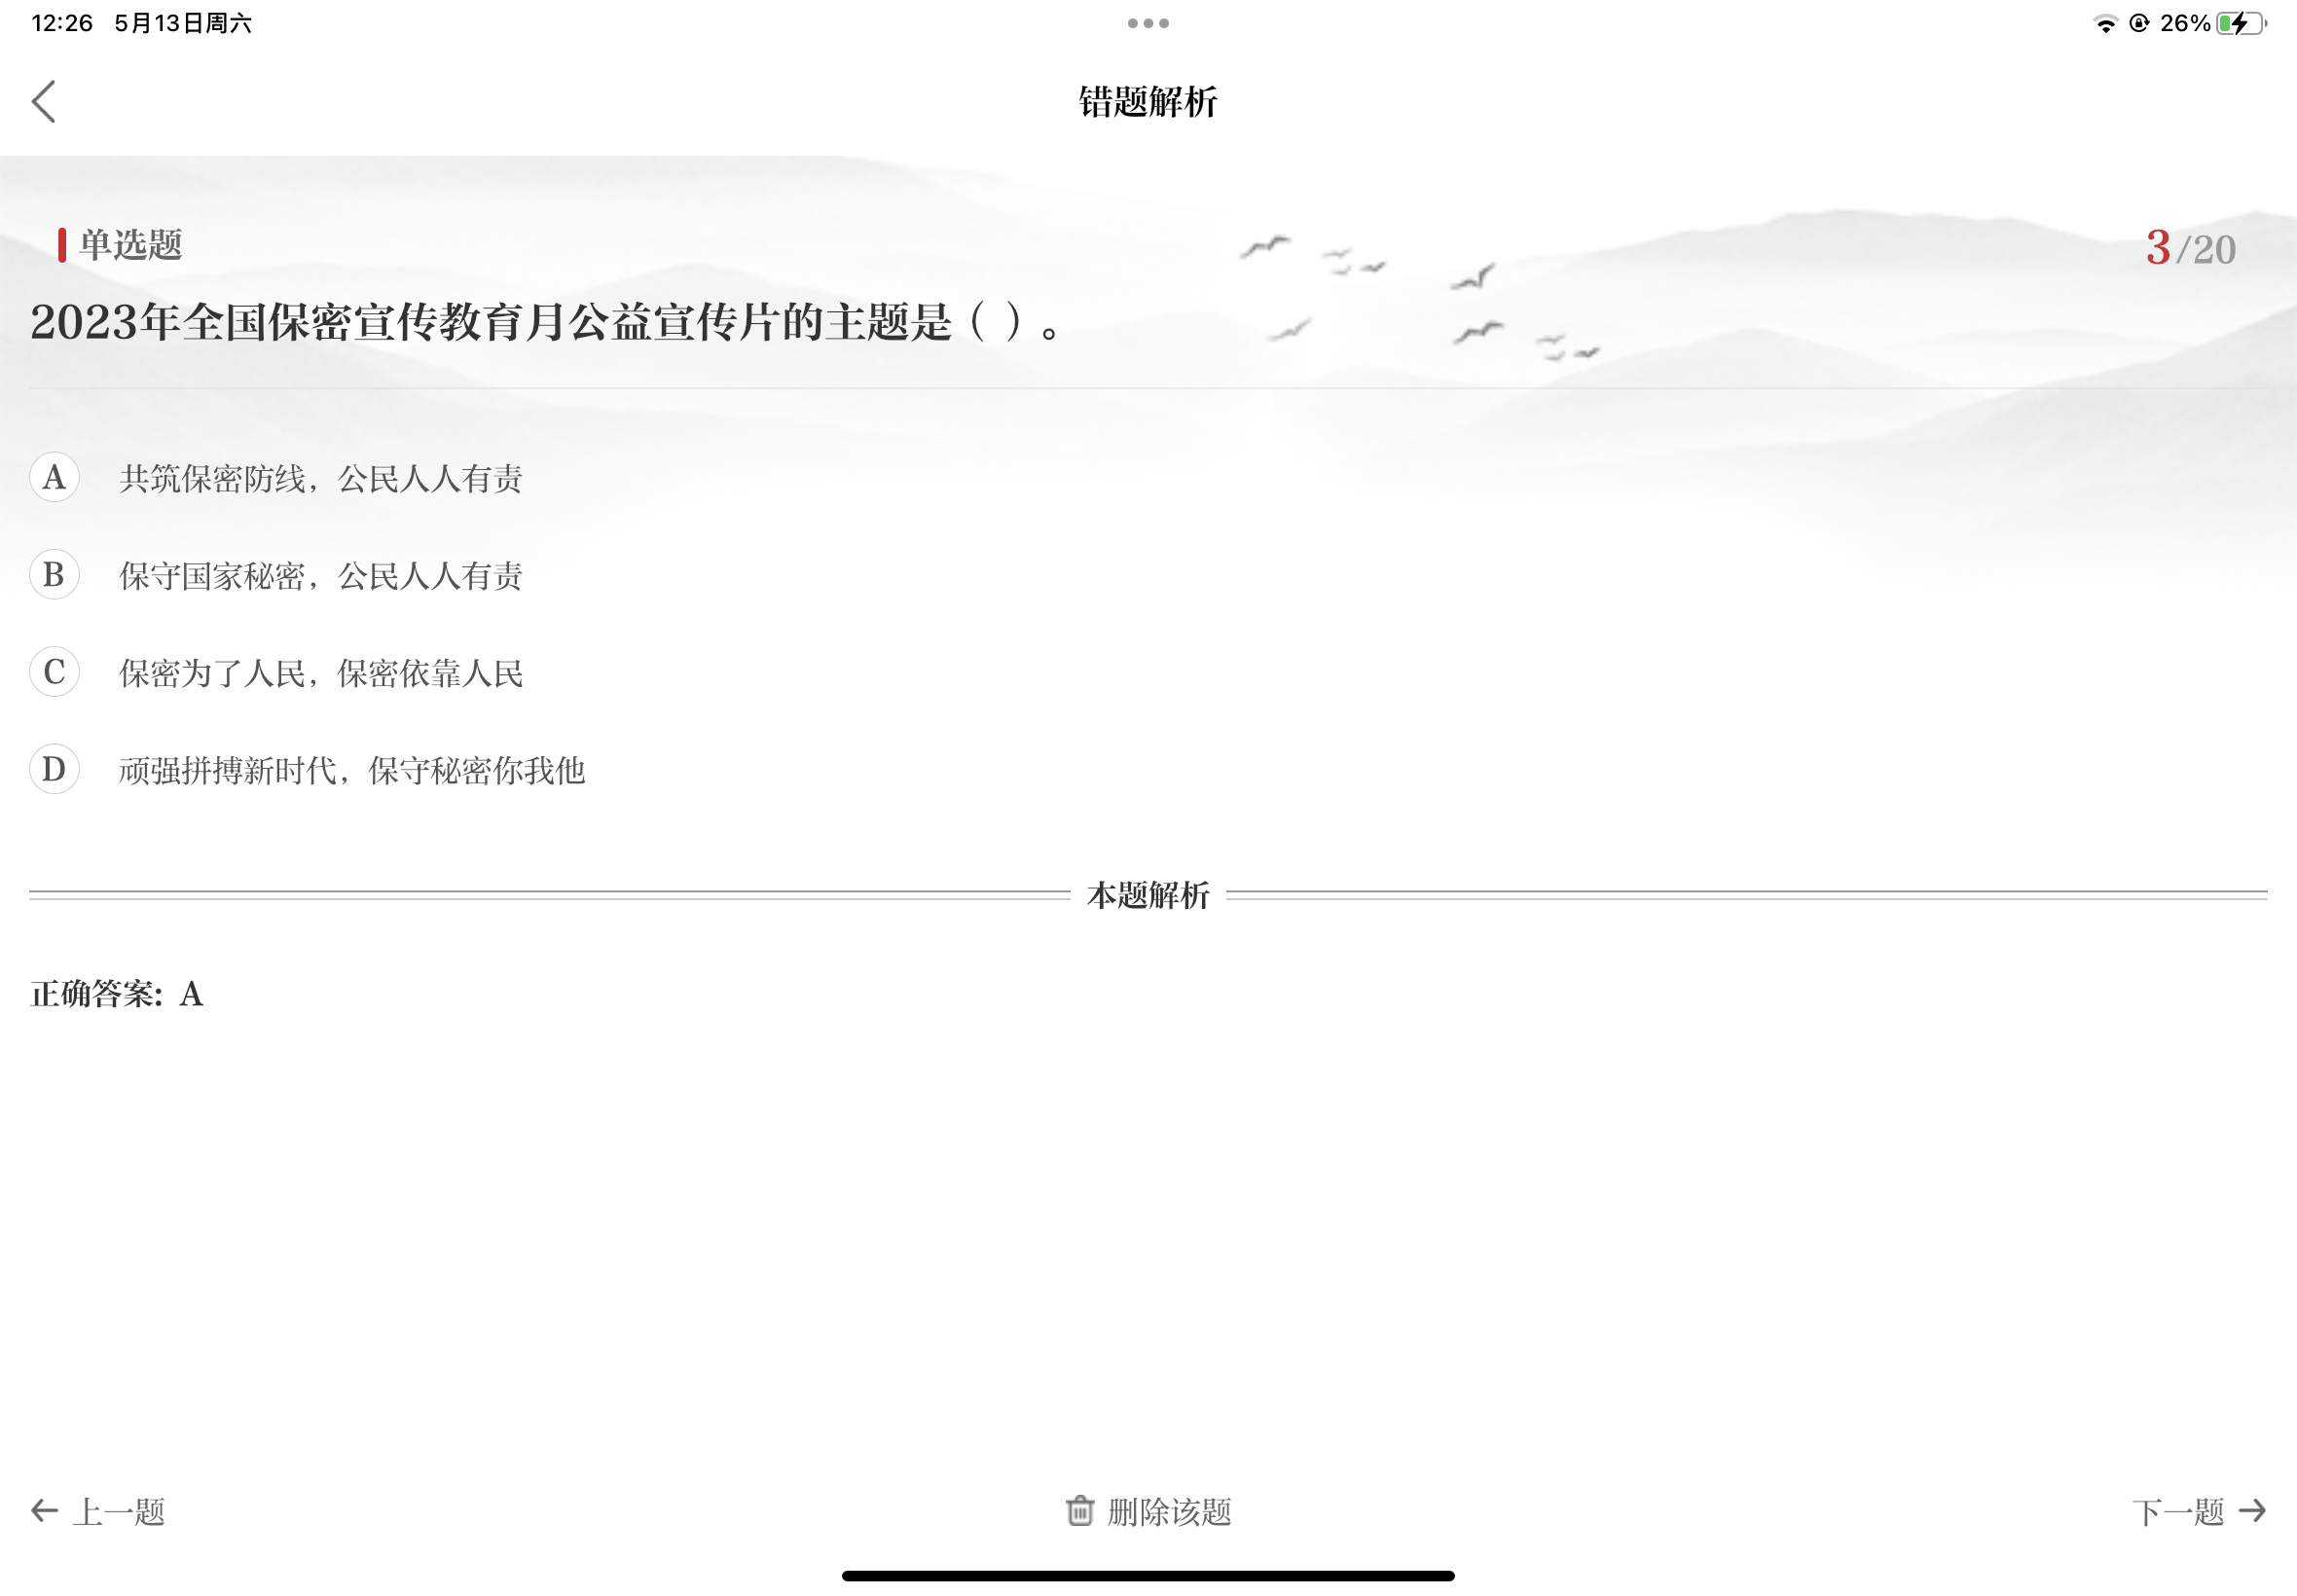 12:26 5月13日周六
26%
错题解析
单选题
3/20
2023年全国保密宣传教育月公益宣传片的主题是（ ）。
A 共筑保密防线，公民人人有责
B 保守国家秘密，公民人人有责
C 保密为了人民，保密依靠人民
D 顽强拼搏新时代，保守秘密你我他
本题解析
正确答案: A
上一题
删除该题
下一题